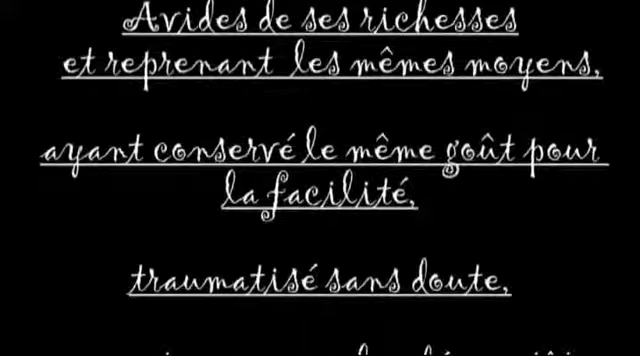 Avides de ses richesses
et reprenant les mêmes moyens,
ayant conservé le même goût pour
la facilité,
traumatisé sans doute,